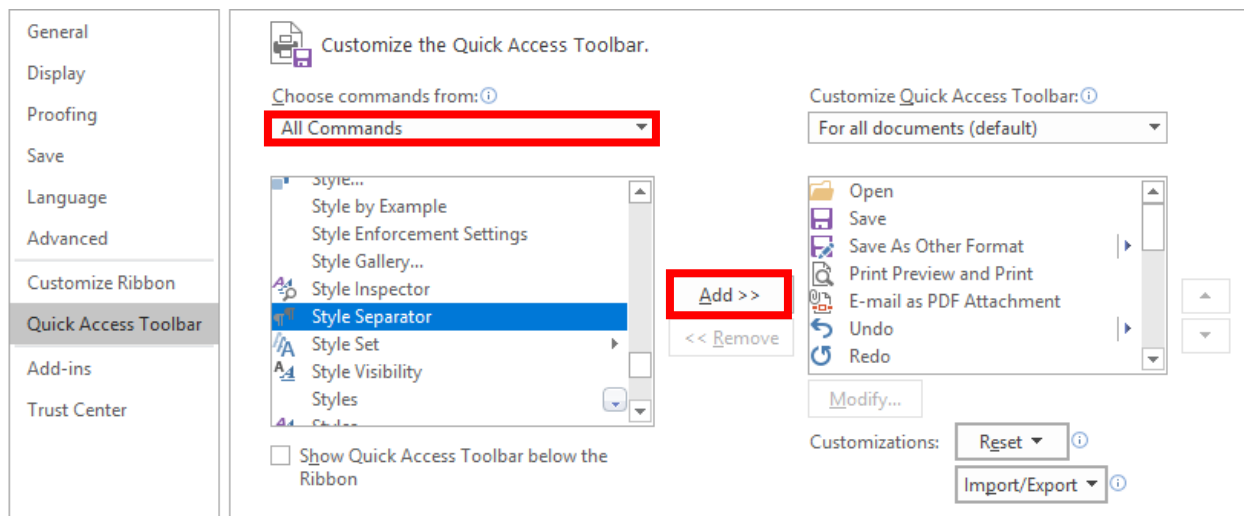 General
Display
Proofing
Save
Language
Advanced
Customize Ribbon
Quick Access Toolbar
Add-ins
Trust Center
Customize the Quick Access Toolbar.
Choose commands from:
All Commands
Style...
Style by Example
Style Enforcement Settings
Style Gallery...
Style Inspector
Style Separator
Style Set
Style Visibility
Styles
Styles
Show Quick Access Toolbar below the
Ribbon
Add >>
<< Remove
Customize Quick Access Toolbar:
For all documents (default)
Open
Save
Save As Other Format
Print Preview and Print
E-mail as PDF Attachment
Undo
Redo
Modify...
Customizations:
Reset
Import/Export